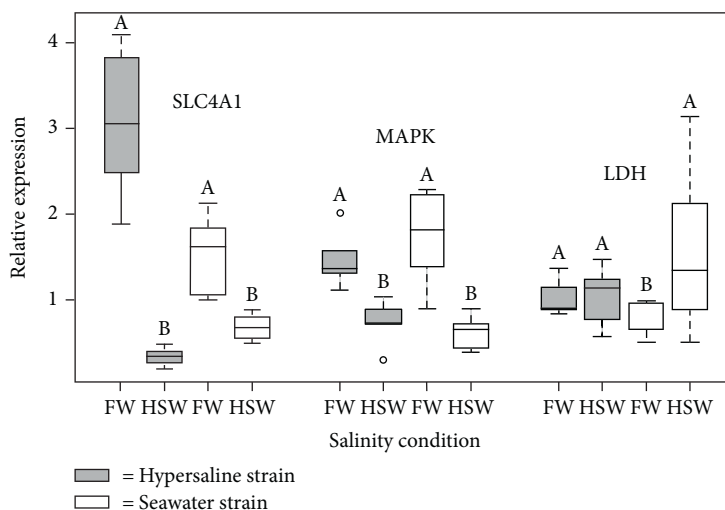 Relative expression
4
3
2
1
SLC4A1
MAPK
LDH
A
B
A
B
A
B
A
B
A
A
B
A
FW HSW FW HSW
FW HSW FW HSW
FW HSW FW HSW
Salinity condition
= Hypersaline strain
= Seawater strain